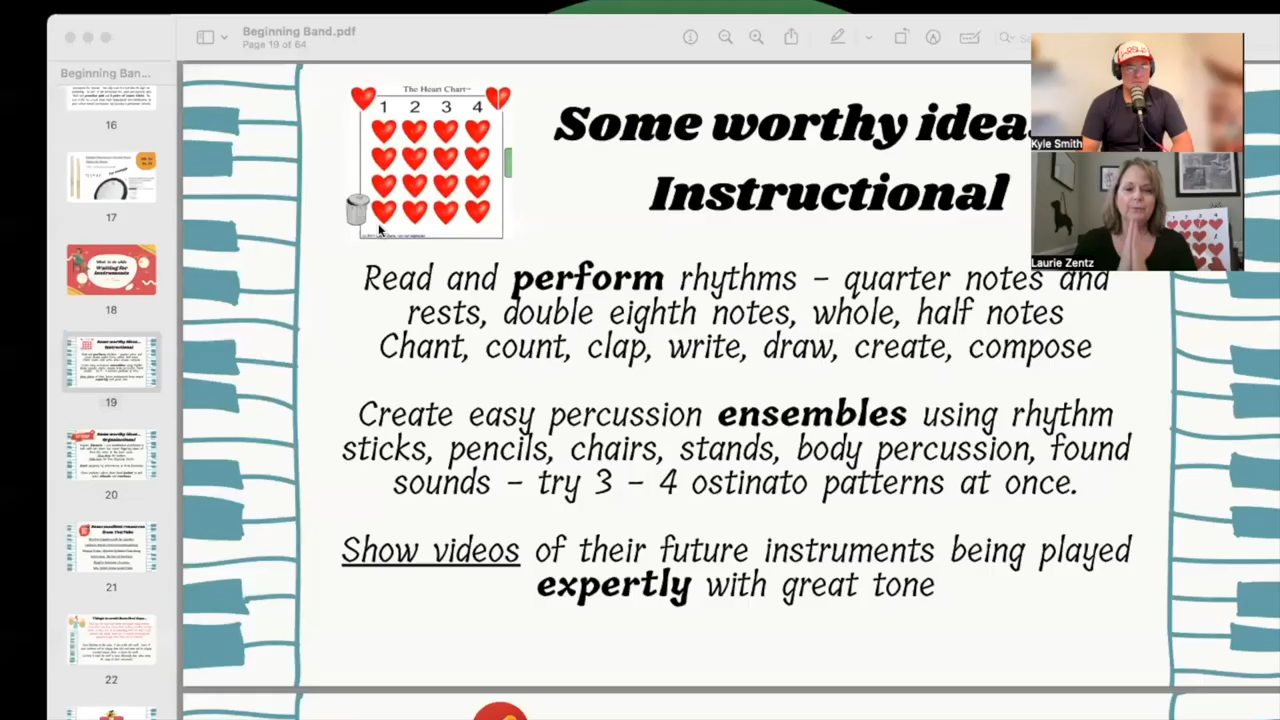 Beginning Band.pdf
Page 19 of 64
Beginning Ban...
16
17
Waiting for
Instruments
18
19
20
21
22
The Heart Chart
1 2 3 4
Some worthy idea
Instructional
Read and perform rhythms – quarter notes and
rests, double eighth notes, whole, half notes
Chant, count, clap, write, draw, create, compose
Create easy percussion ensembles using rhythm
sticks, pencils, chairs, stands, body percussion, found
sounds – try 3 – 4 ostinato patterns at once.
Show videos of their future instruments being played
expertly with great tone
Kyle Smith
Laurie Zentz